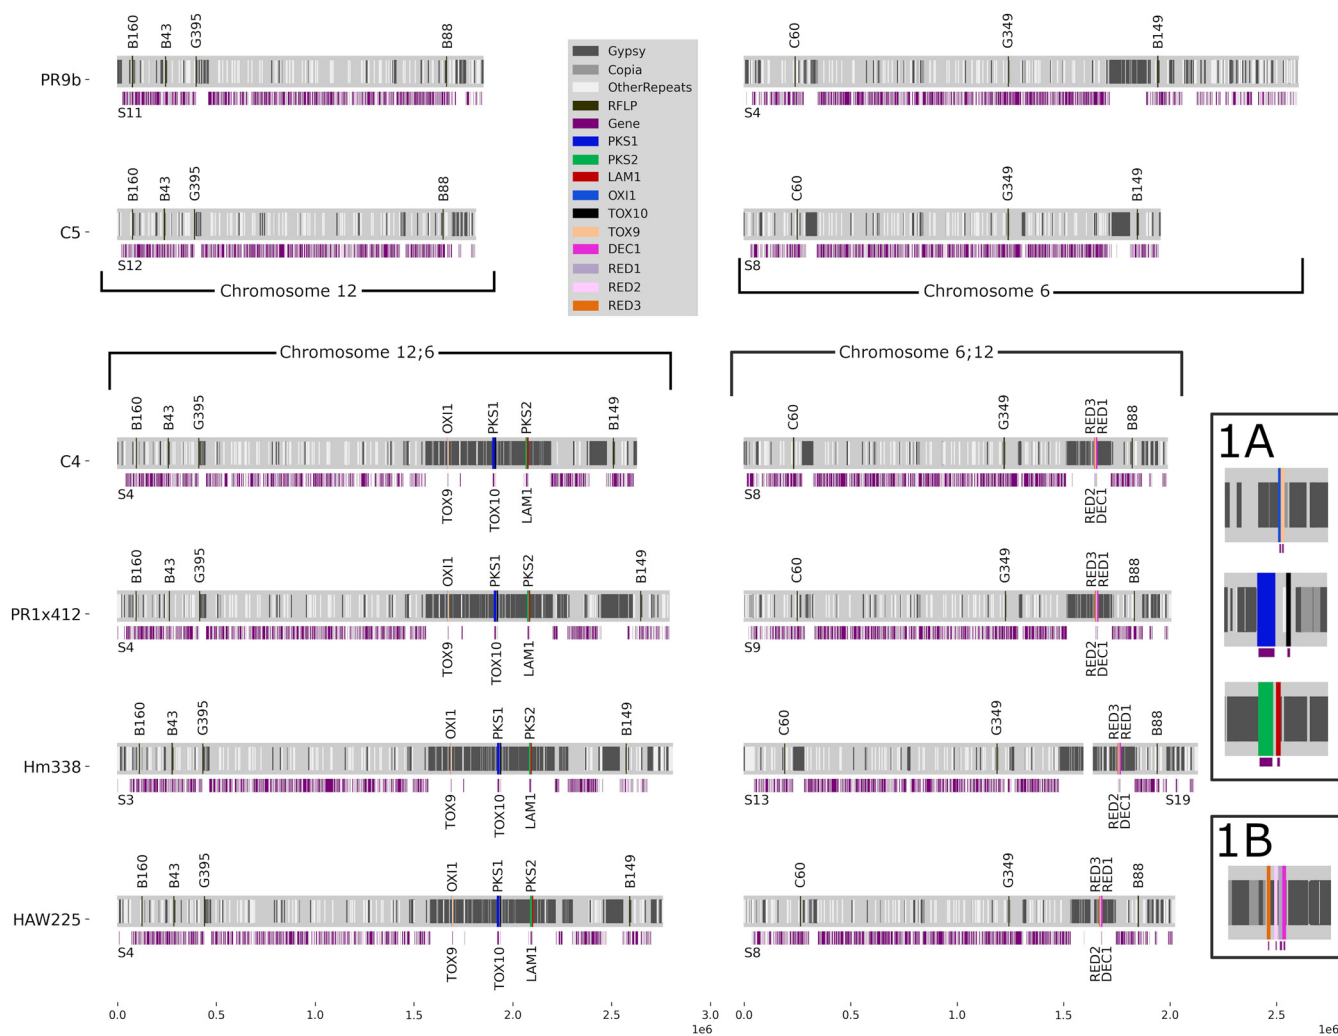 B160 B43 G395 B88
PR9b
S11
C60 G349 B149
S4
Gypsy
Copia
OtherRepeats
RFLP
Gene
PKS1
PKS2
LAM1
OXI1
TOX10
TOX9
DEC1
RED1
RED2
RED3
B160 B43 G395 B88
C5
S12
Chromosome 12
C60 G349 B149
S8
Chromosome 6
Chromosome 12;6
Chromosome 6;12
B160 B43 G395 OXI1 PKS1 PKS2 B149
C4
S4 TOX9 TOX10 LAM1
C60 G349 RED3 RED1 B88
S8 RED2 DEC1
B160 B43 G395 OXI1 PKS1 PKS2 B149
PR1x412
S4 TOX9 TOX10 LAM1
C60 G349 RED3 RED1 B88
S9 RED2 DEC1
B160 B43 G395 OXI1 PKS1 PKS2 B149
Hm338
S3 TOX9 TOX10 LAM1
C60 G349 RED3 RED1 B88
S13 RED2 DEC1 S19
B160 B43 G395 OXI1 PKS1 PKS2 B149
HAW225
S4 TOX9 TOX10 LAM1
C60 G349 RED3 RED1 B88
S8 RED2 DEC1
0.0 0.5 1.0 1.5 2.0 2.5 3.0
1e6
0.0 0.5 1.0 1.5 2.0 2.5
1e6
1A
1B